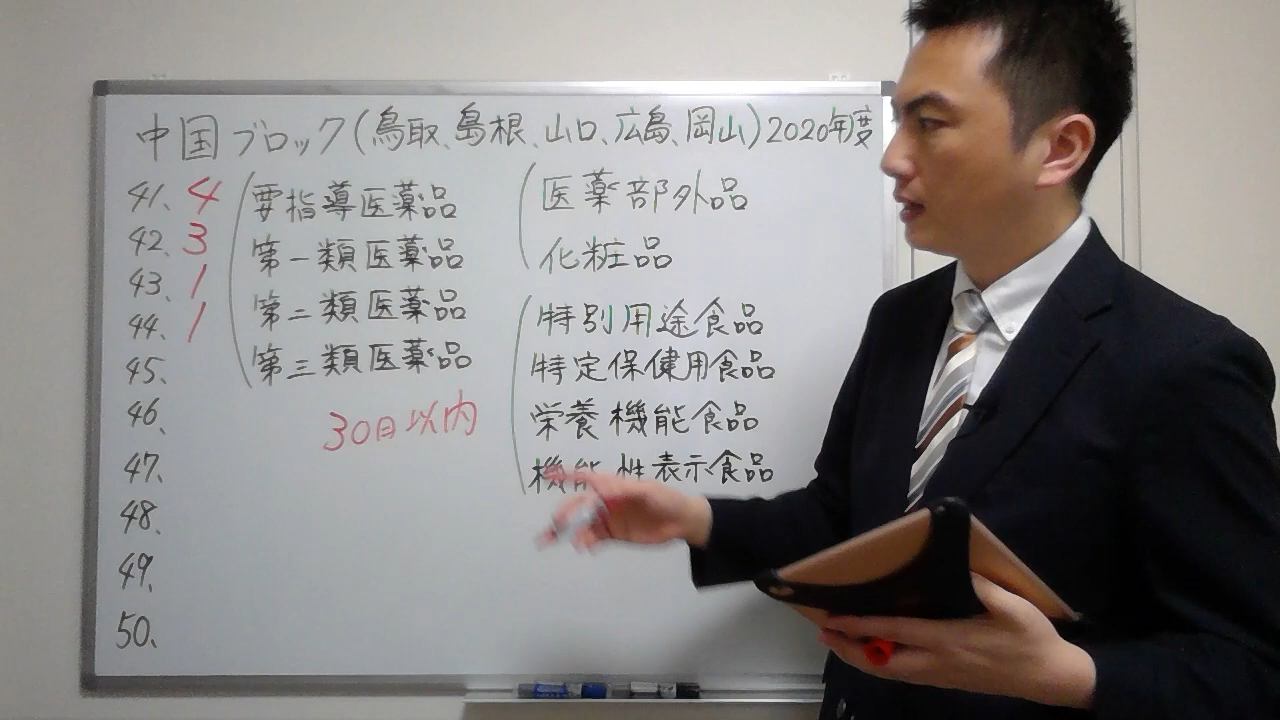 中国ブロック(鳥取、島根、山口、広島、岡山)2020年度
41、4
42、3
43、1
44、1
45、
46、
47、
48、
49、
50、
要指導医薬品
第一類医薬品
第二類医薬品
第三類医薬品
30日以内
医薬部外品
化粧品
特別用途食品
特定保健用食品
栄養機能食品
機能性表示食品